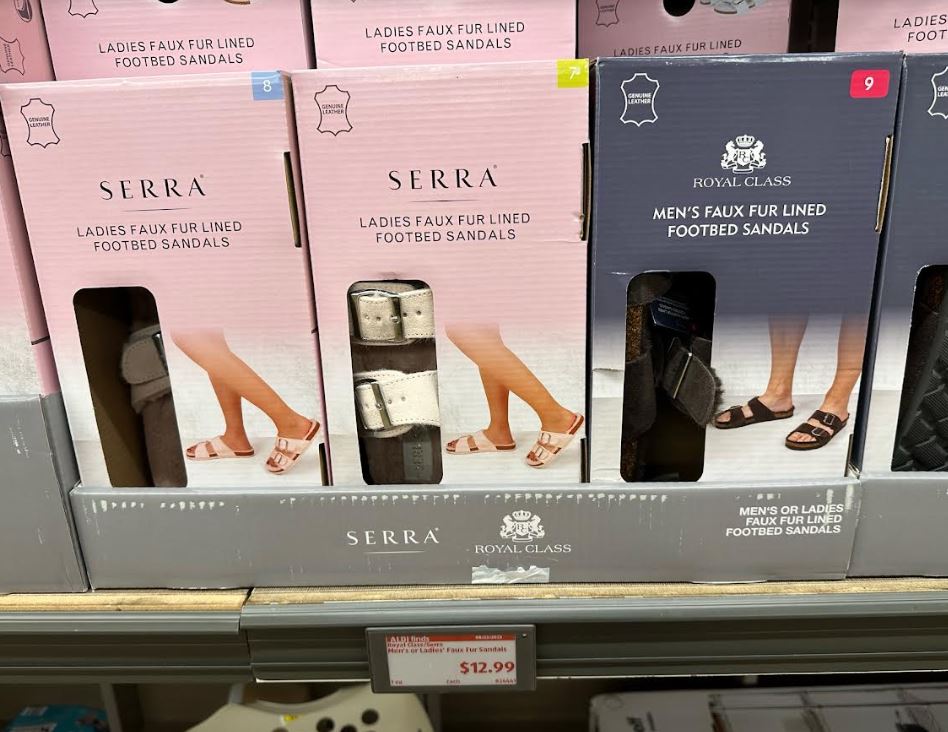 LADIES FAUX FUR LINED
FOOTBED SANDALS
LADIES FAUX FUR LINED
FOOTBED SANDALS
LADIES FAUX FUR LINED
LADIES
FOOT
GENUINE
LEATHER
8
SERRA
LADIES FAUX FUR LINED
FOOTBED SANDALS
GENUINE
LEATHER
7
SERRA
LADIES FAUX FUR LINED
FOOTBED SANDALS
GENUINE
LEATHER
9
ROYAL CLASS
MEN'S FAUX FUR LINED
FOOTBED SANDALS
SERRA
ROYAL CLASS
MEN'S OR LADIES
FAUX FUR LINED
FOOTBED SANDALS
ALDI finds
Royal Class/Serra
Men's or Ladies' Faux Fur Sandals
$12.99